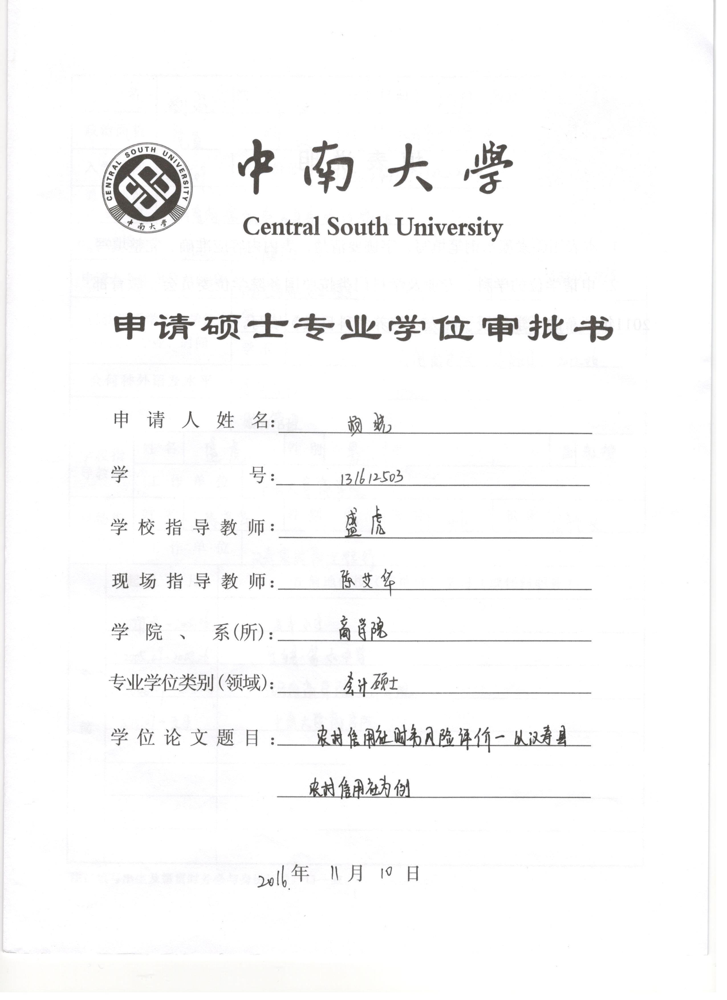 CENTRAL SOUTH UNIVERSITY
中南大学
中南大學
Central South University
申请硕士专业学位审批书
申请人姓名:
学号: 131612503
学校指导教师: 盛虎
现场指导教师: 陈艾华
学院、系(所): 商学院
专业学位类别(领域): 会计硕士
学位论文题目: 农村信用社财务风险评价—以汉寿县
农村信用社为例
2016.年 11月 10日